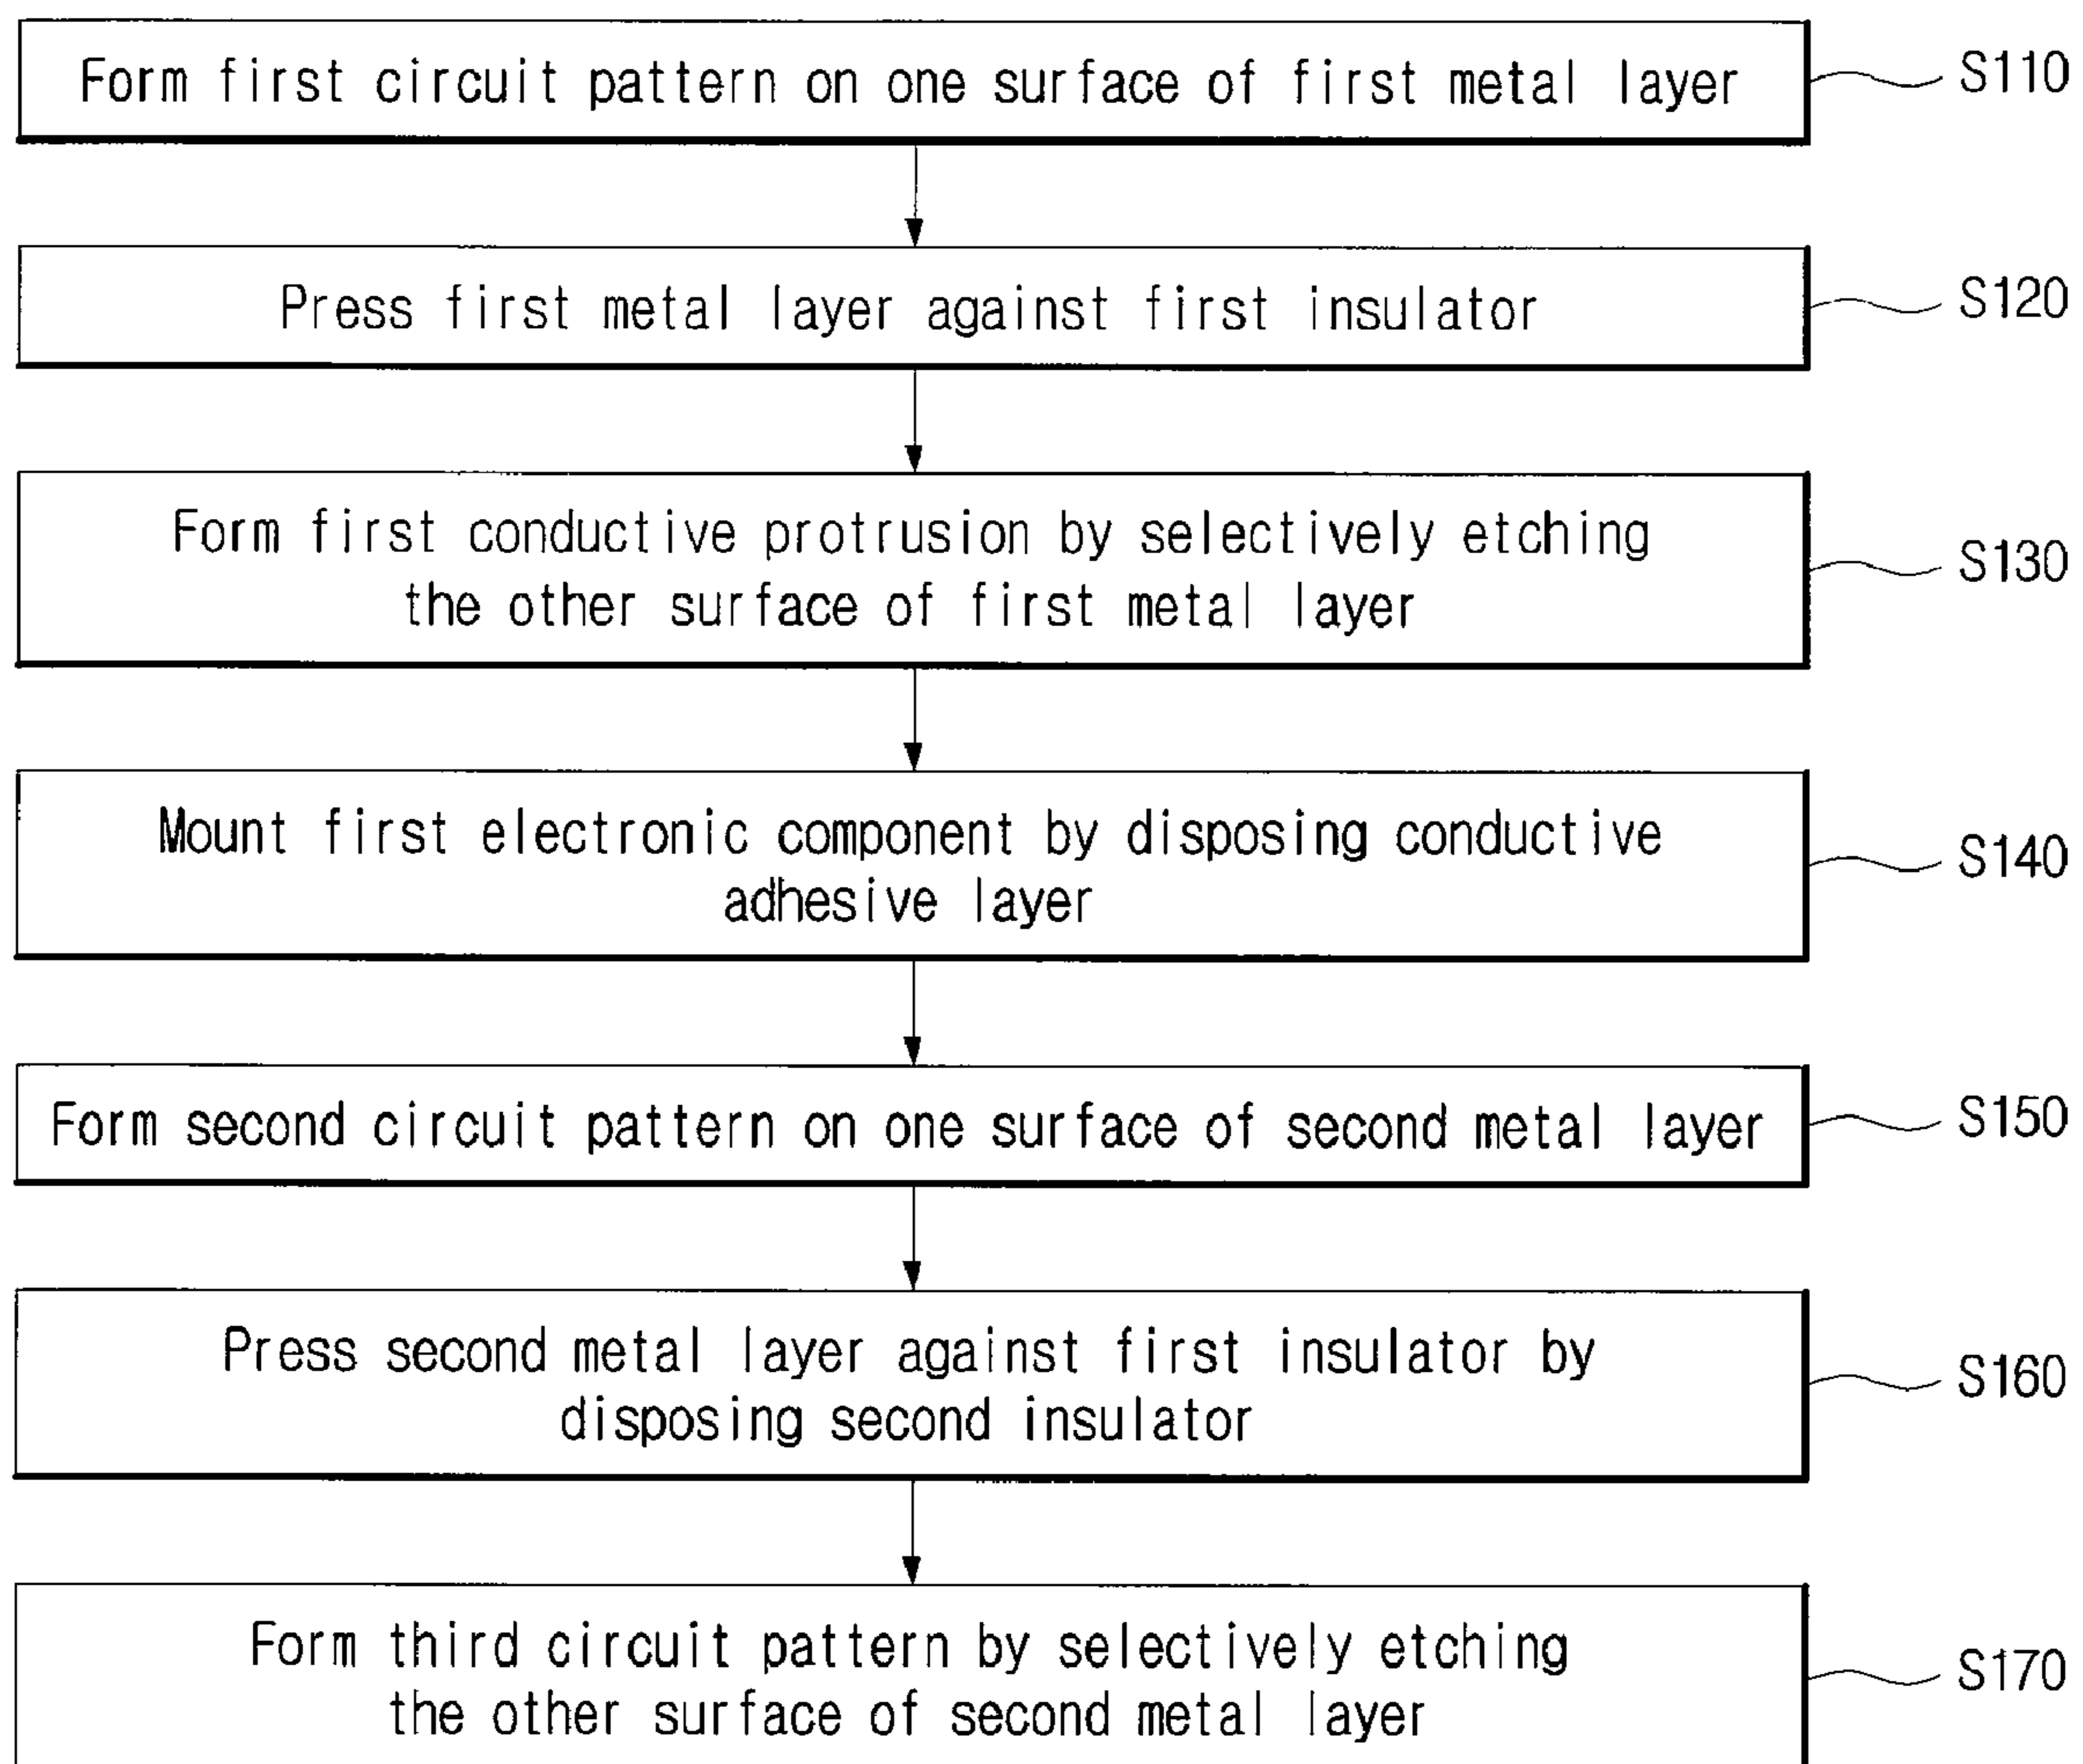 Form first circuit pattern on one surface of first metal layer
S110
Press first metal layer against first insulator
S120
Form first conductive protrusion by selectively etching
the other surface of first metal layer
S130
Mount first electronic component by disposing conductive
adhesive layer
S140
Form second circuit pattern on one surface of second metal layer
S150
Press second metal layer against first insulator by
disposing second insulator
S160
Form third circuit pattern by selectively etching
the other surface of second metal layer
S170